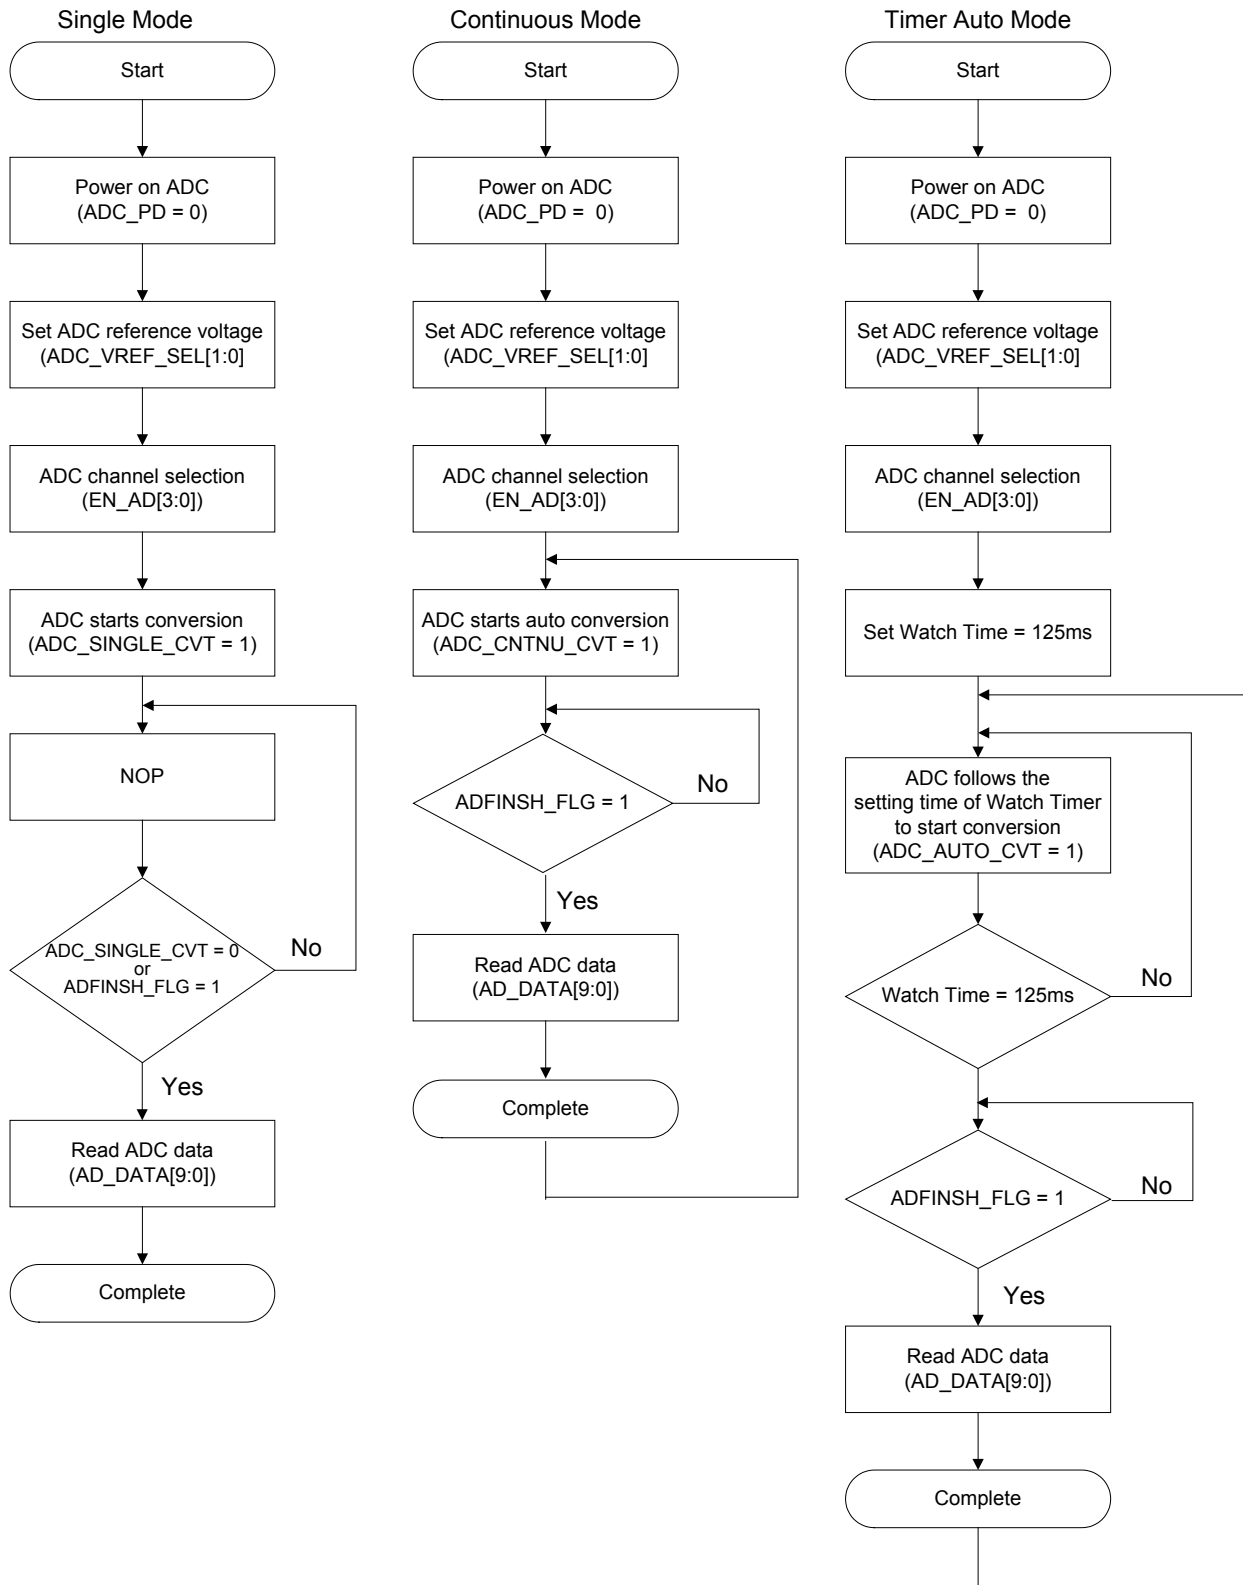 Single Mode
Start
Power on ADC
(ADC_PD = 0)
Set ADC reference voltage
(ADC_VREF_SEL[1:0]
ADC channel selection
(EN_AD[3:0])
ADC starts conversion
(ADC_SINGLE_CVT = 1)
NOP
ADC_SINGLE_CVT = 0
or
ADFINSH_FLG = 1
No
Yes
Read ADC data
(AD_DATA[9:0])
Complete
Continuous Mode
Start
Power on ADC
(ADC_PD =  0)
Set ADC reference voltage
(ADC_VREF_SEL[1:0]
ADC channel selection
(EN_AD[3:0])
ADC starts auto conversion
(ADC_CNTNU_CVT = 1)
ADFINSH_FLG = 1
No
Yes
Read ADC data
(AD_DATA[9:0])
Complete
Timer Auto Mode
Start
Power on ADC
(ADC_PD =  0)
Set ADC reference voltage
(ADC_VREF_SEL[1:0]
ADC channel selection
(EN_AD[3:0])
Set Watch Time = 125ms
ADC follows the
setting time of Watch Timer
to start conversion
(ADC_AUTO_CVT = 1)
Watch Time = 125ms
No
ADFINSH_FLG = 1
No
Yes
Read ADC data
(AD_DATA[9:0])
Complete